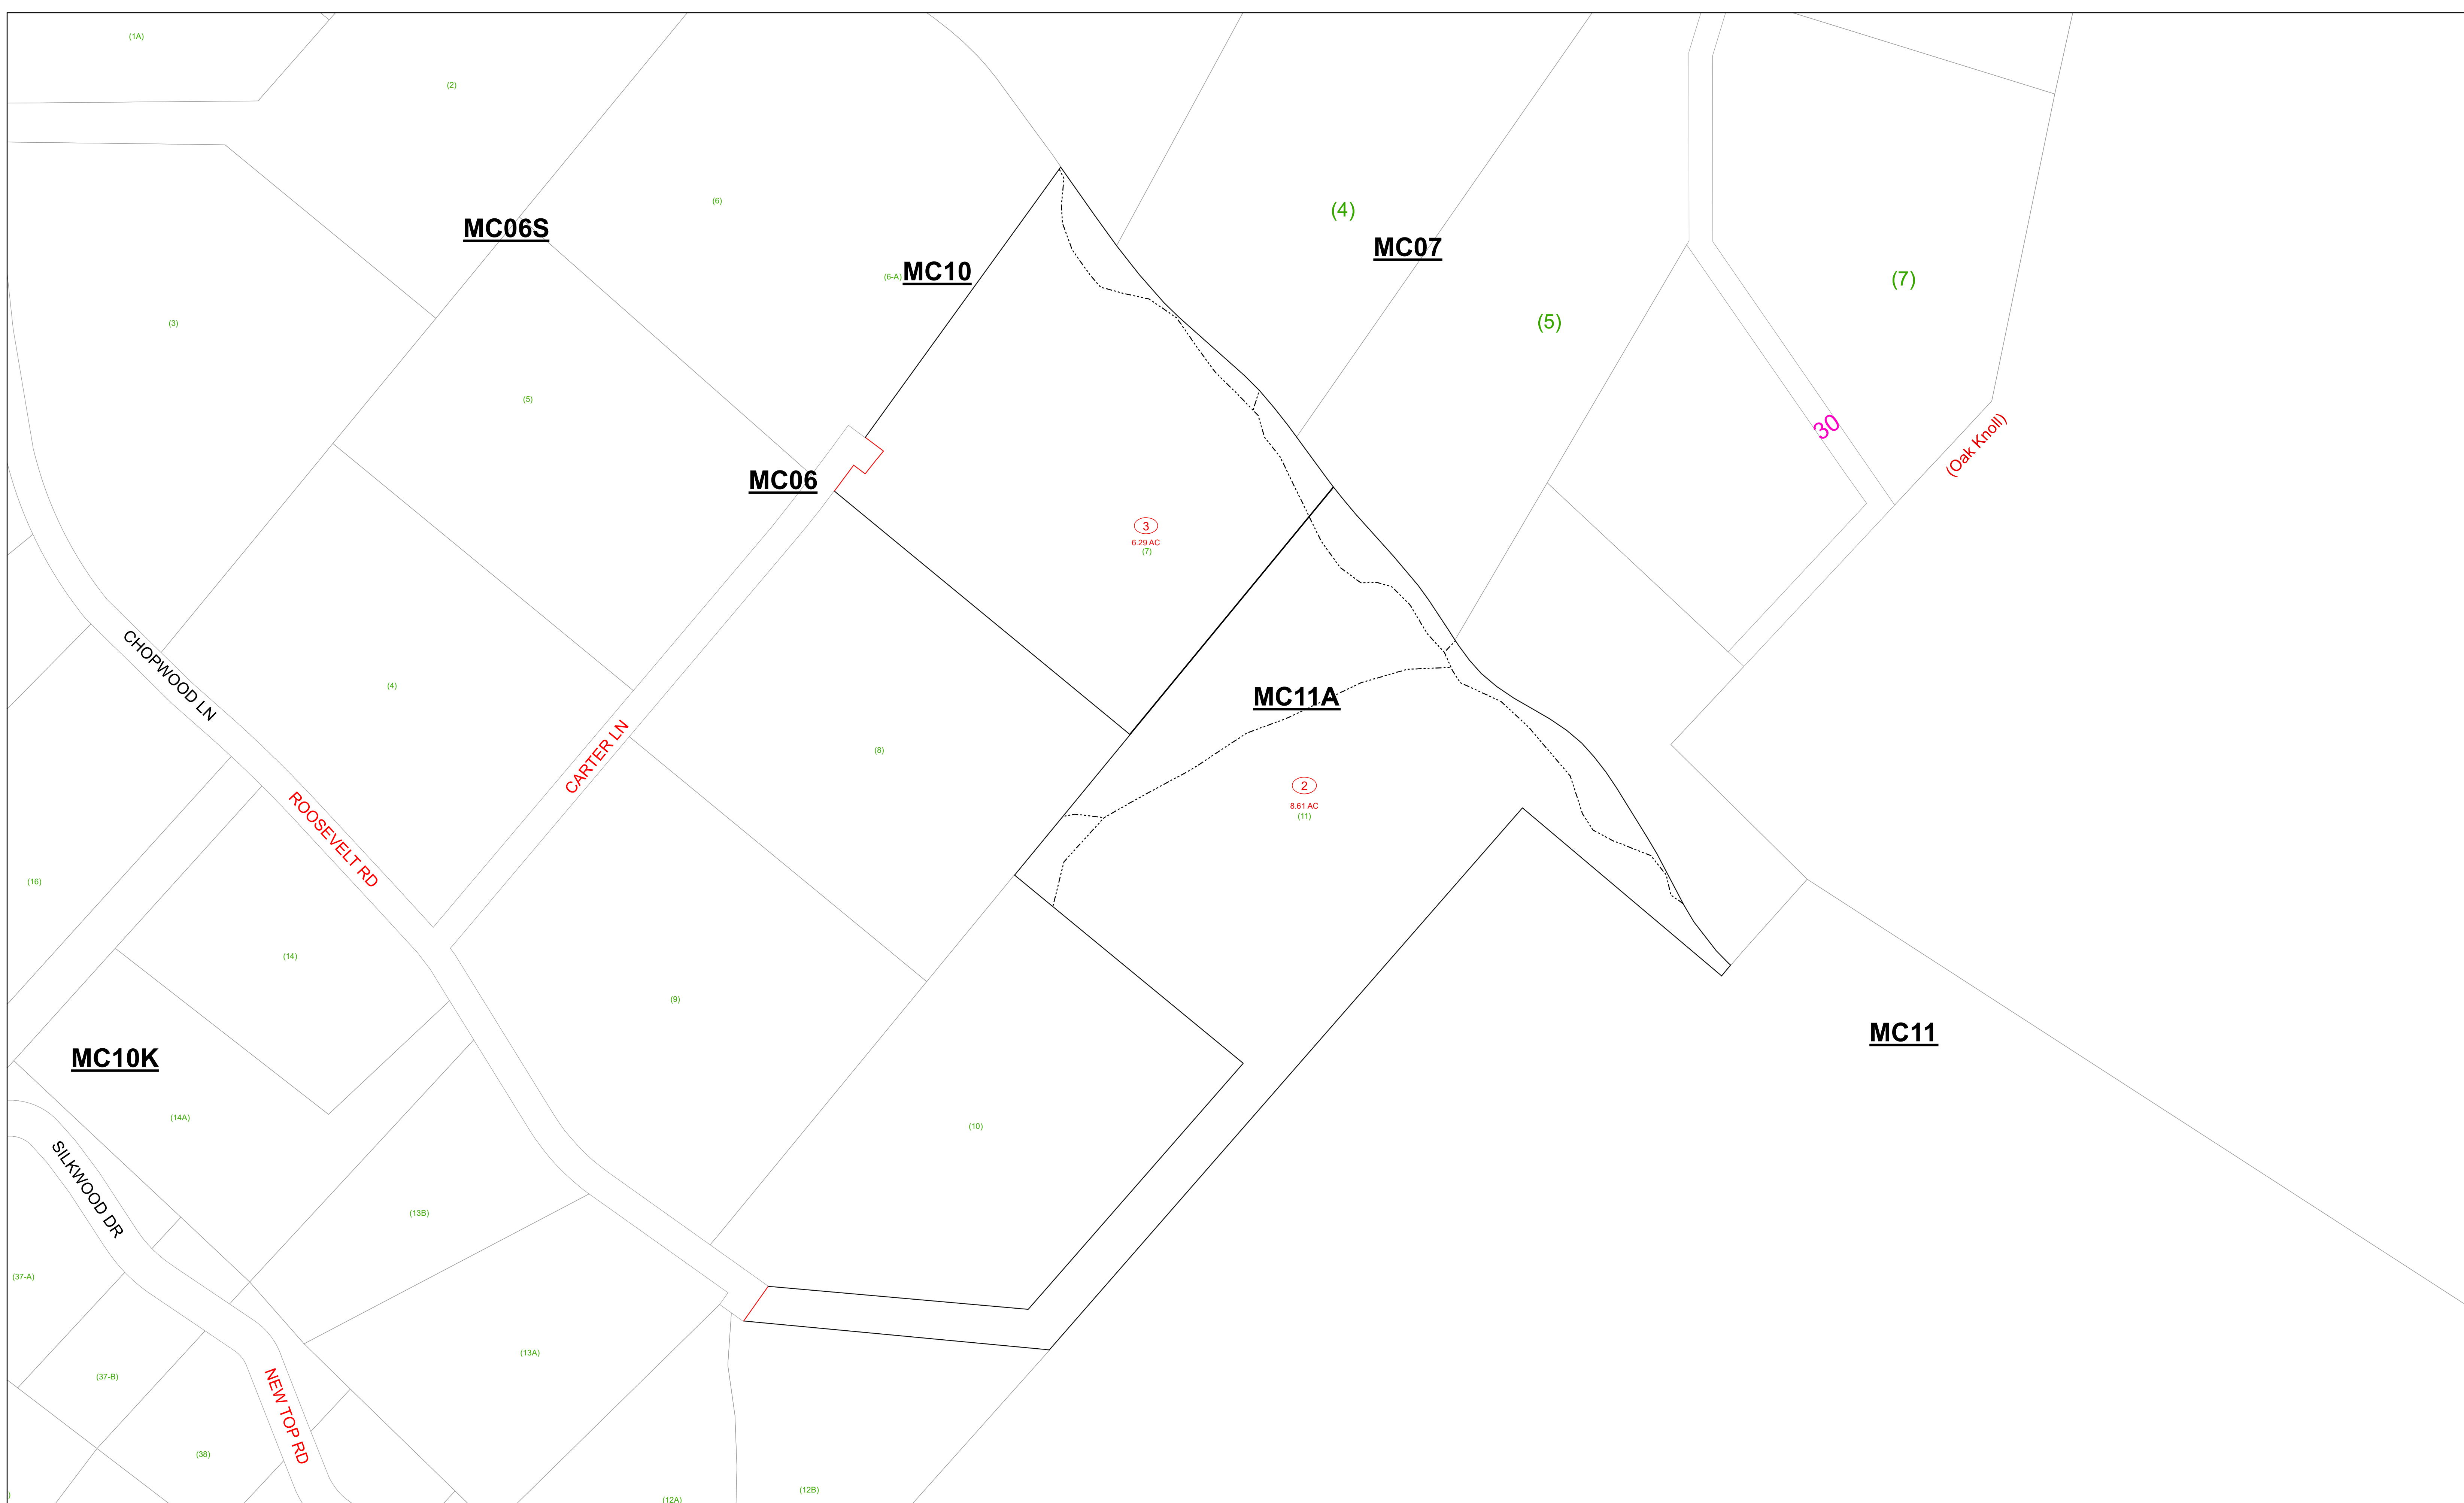 (1A)
(2)
(6)
(4)
MC06S
MC07
MC10
(6-A)
(7)
(3)
(5)
(5)
30
(Oak Knoll)
MC06
3
6.29 AC
(7)
CHOPWOOD LN
(4)
MC11A
CARTER LN
(8)
2
8.61 AC
(11)
ROOSEVELT RD
(16)
(14)
(9)
MC11
MC10K
(14A)
(10)
SILKWOOD DR
(13B)
(37-A)
(13A)
(37-B)
NEW TOP RD
(38)
(12B)
(12A)